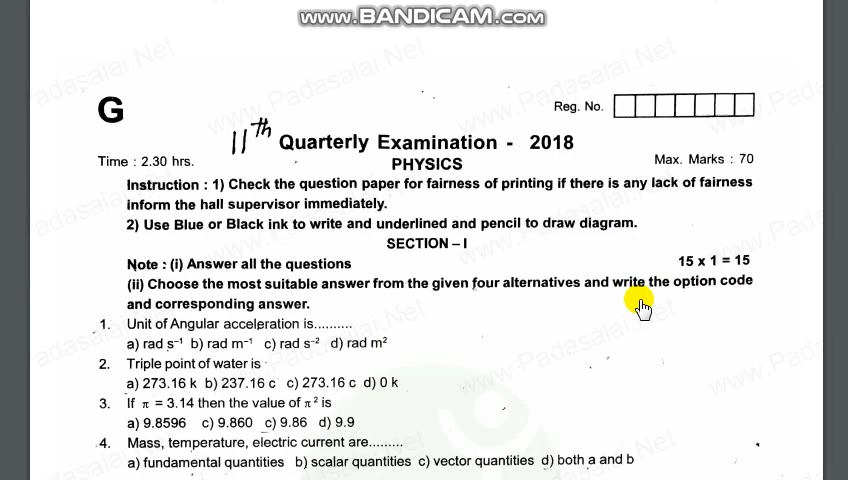 www.BANDICAM.com
G
Reg. No.
11th Quarterly Examination - 2018
Time : 2.30 hrs.
PHYSICS
Max. Marks : 70
Instruction : 1) Check the question paper for fairness of printing if there is any lack of fairness
inform the hall supervisor immediately.
2) Use Blue or Black ink to write and underlined and pencil to draw diagram.
SECTION – I
Note : (i) Answer all the questions
15 x 1 = 15
(ii) Choose the most suitable answer from the given four alternatives and write the option code
and corresponding answer.
1. Unit of Angular acceleration is..........
a) rad s⁻¹ b) rad m⁻¹ c) rad s⁻² d) rad m²
2. Triple point of water is
a) 273.16 k b) 237.16 c c) 273.16 c d) 0 k
3. If π = 3.14 then the value of π² is
a) 9.8596 c) 9.860 c) 9.86 d) 9.9
4. Mass, temperature, electric current are.........
a) fundamental quantities b) scalar quantities c) vector quantities d) both a and b
www.Padasalai.Net